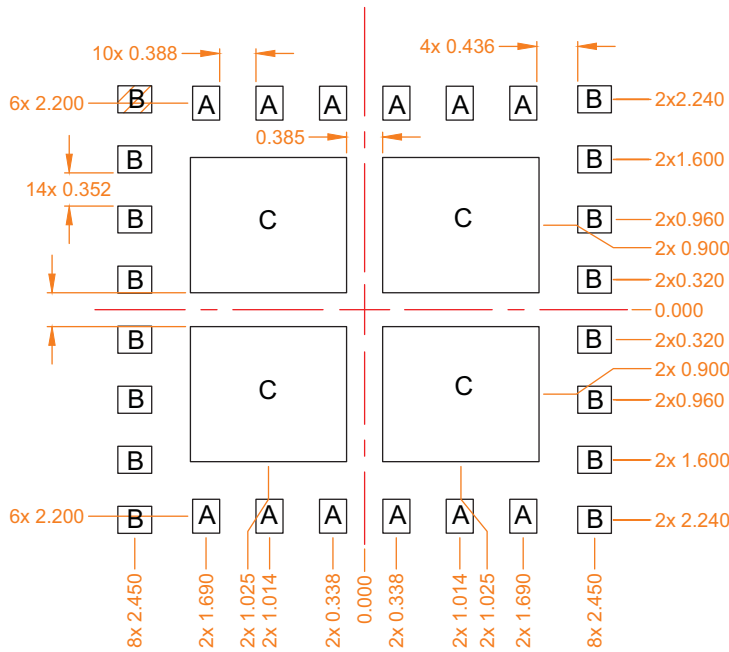 10x 0.388
4x 0.436
B A A A A A A B 2x2.240
6x 2.200
0.385
B B 2x1.600
14x 0.352
B C C B 2x0.960
2x 0.900
B B 2x0.320
0.000
B B 2x0.320
2x 0.900
B C C B 2x0.960
B B 2x 1.600
6x 2.200
B A A A A A A B 2x 2.240
8x 2.450
2x 1.690
2x 1.025
2x 1.014
2x 0.338
0.000
2x 0.338
2x 1.014
2x 1.025
2x 1.690
8x 2.450